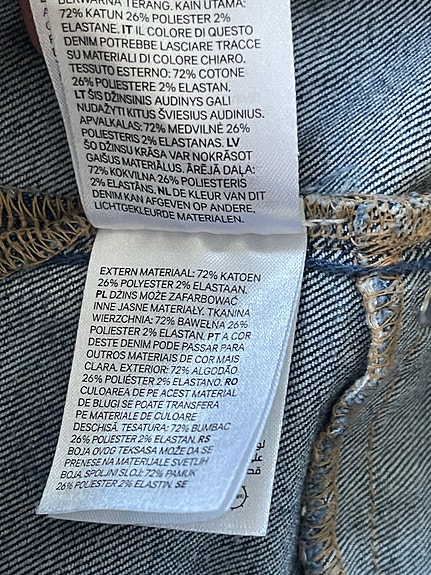 BERWARNA TERANG. KAIN UTAMA:
72% KATUN 26% POLIESTER 2%
ELASTANE. IT IL COLORE DI QUESTO
DENIM POTREBBE LASCIARE TRACCE
SU MATERIALI DI COLORE CHIARO.
TESSUTO ESTERNO: 72% COTONE
26% POLIESTERE 2% ELASTAN.
LT ŠIS DŽINSINIS AUDINYS GALI
NUDAŽYTI KITUS ŠVIESIUS AUDINIUS.
APVALKALAS: 72% MEDVILNĖ 26%
POLIESTERIS 2% ELASTANAS. LV
ŠO DŽINSU KRĀSA VAR NOKRĀSOT
GAIŠUS MATERIĀLUS. ĀRĒJĀ DAĻA:
72% KOKVILNA 26% POLIESTERIS
2% ELASTĀNS. NL DE KLEUR VAN DIT
DENIM KAN AFGEVEN OP ANDERE,
LICHTGEKLEURDE MATERIALEN.
EXTERN MATERIAAL: 72% KATOEN
26% POLYESTER 2% ELASTAAN.
PL DŻINS MOŻE ZAFARBOWAĆ
INNE JASNE MATERIAŁY. TKANINA
WIERZCHNIA: 72% BAWEŁNA 26%
POLIESTER 2% ELASTAN. PT A COR
DESTE DENIM PODE PASSAR PARA
OUTROS MATERIAIS DE COR MAIS
CLARA. EXTERIOR: 72% ALGODÃO
26% POLIÉSTER 2% ELASTANO. RO
CULOAREA DE PE ACEST MATERIAL
DE BLUGI SE POATE TRANSFERA
PE MATERIALE DE CULOARE
DESCHISĂ. TESATURA: 72% BUMBAC
26% POLIESTER 2% ELASTAN. RS
BOJA OVOG TEKSASA MOŽE DA SE
PRENESE NA MATERIJALE SVETLIH
BOJA SPOLJNI SLOJ: 72% PAMUK
26% POLIESTER 2% ELASTIN. SE